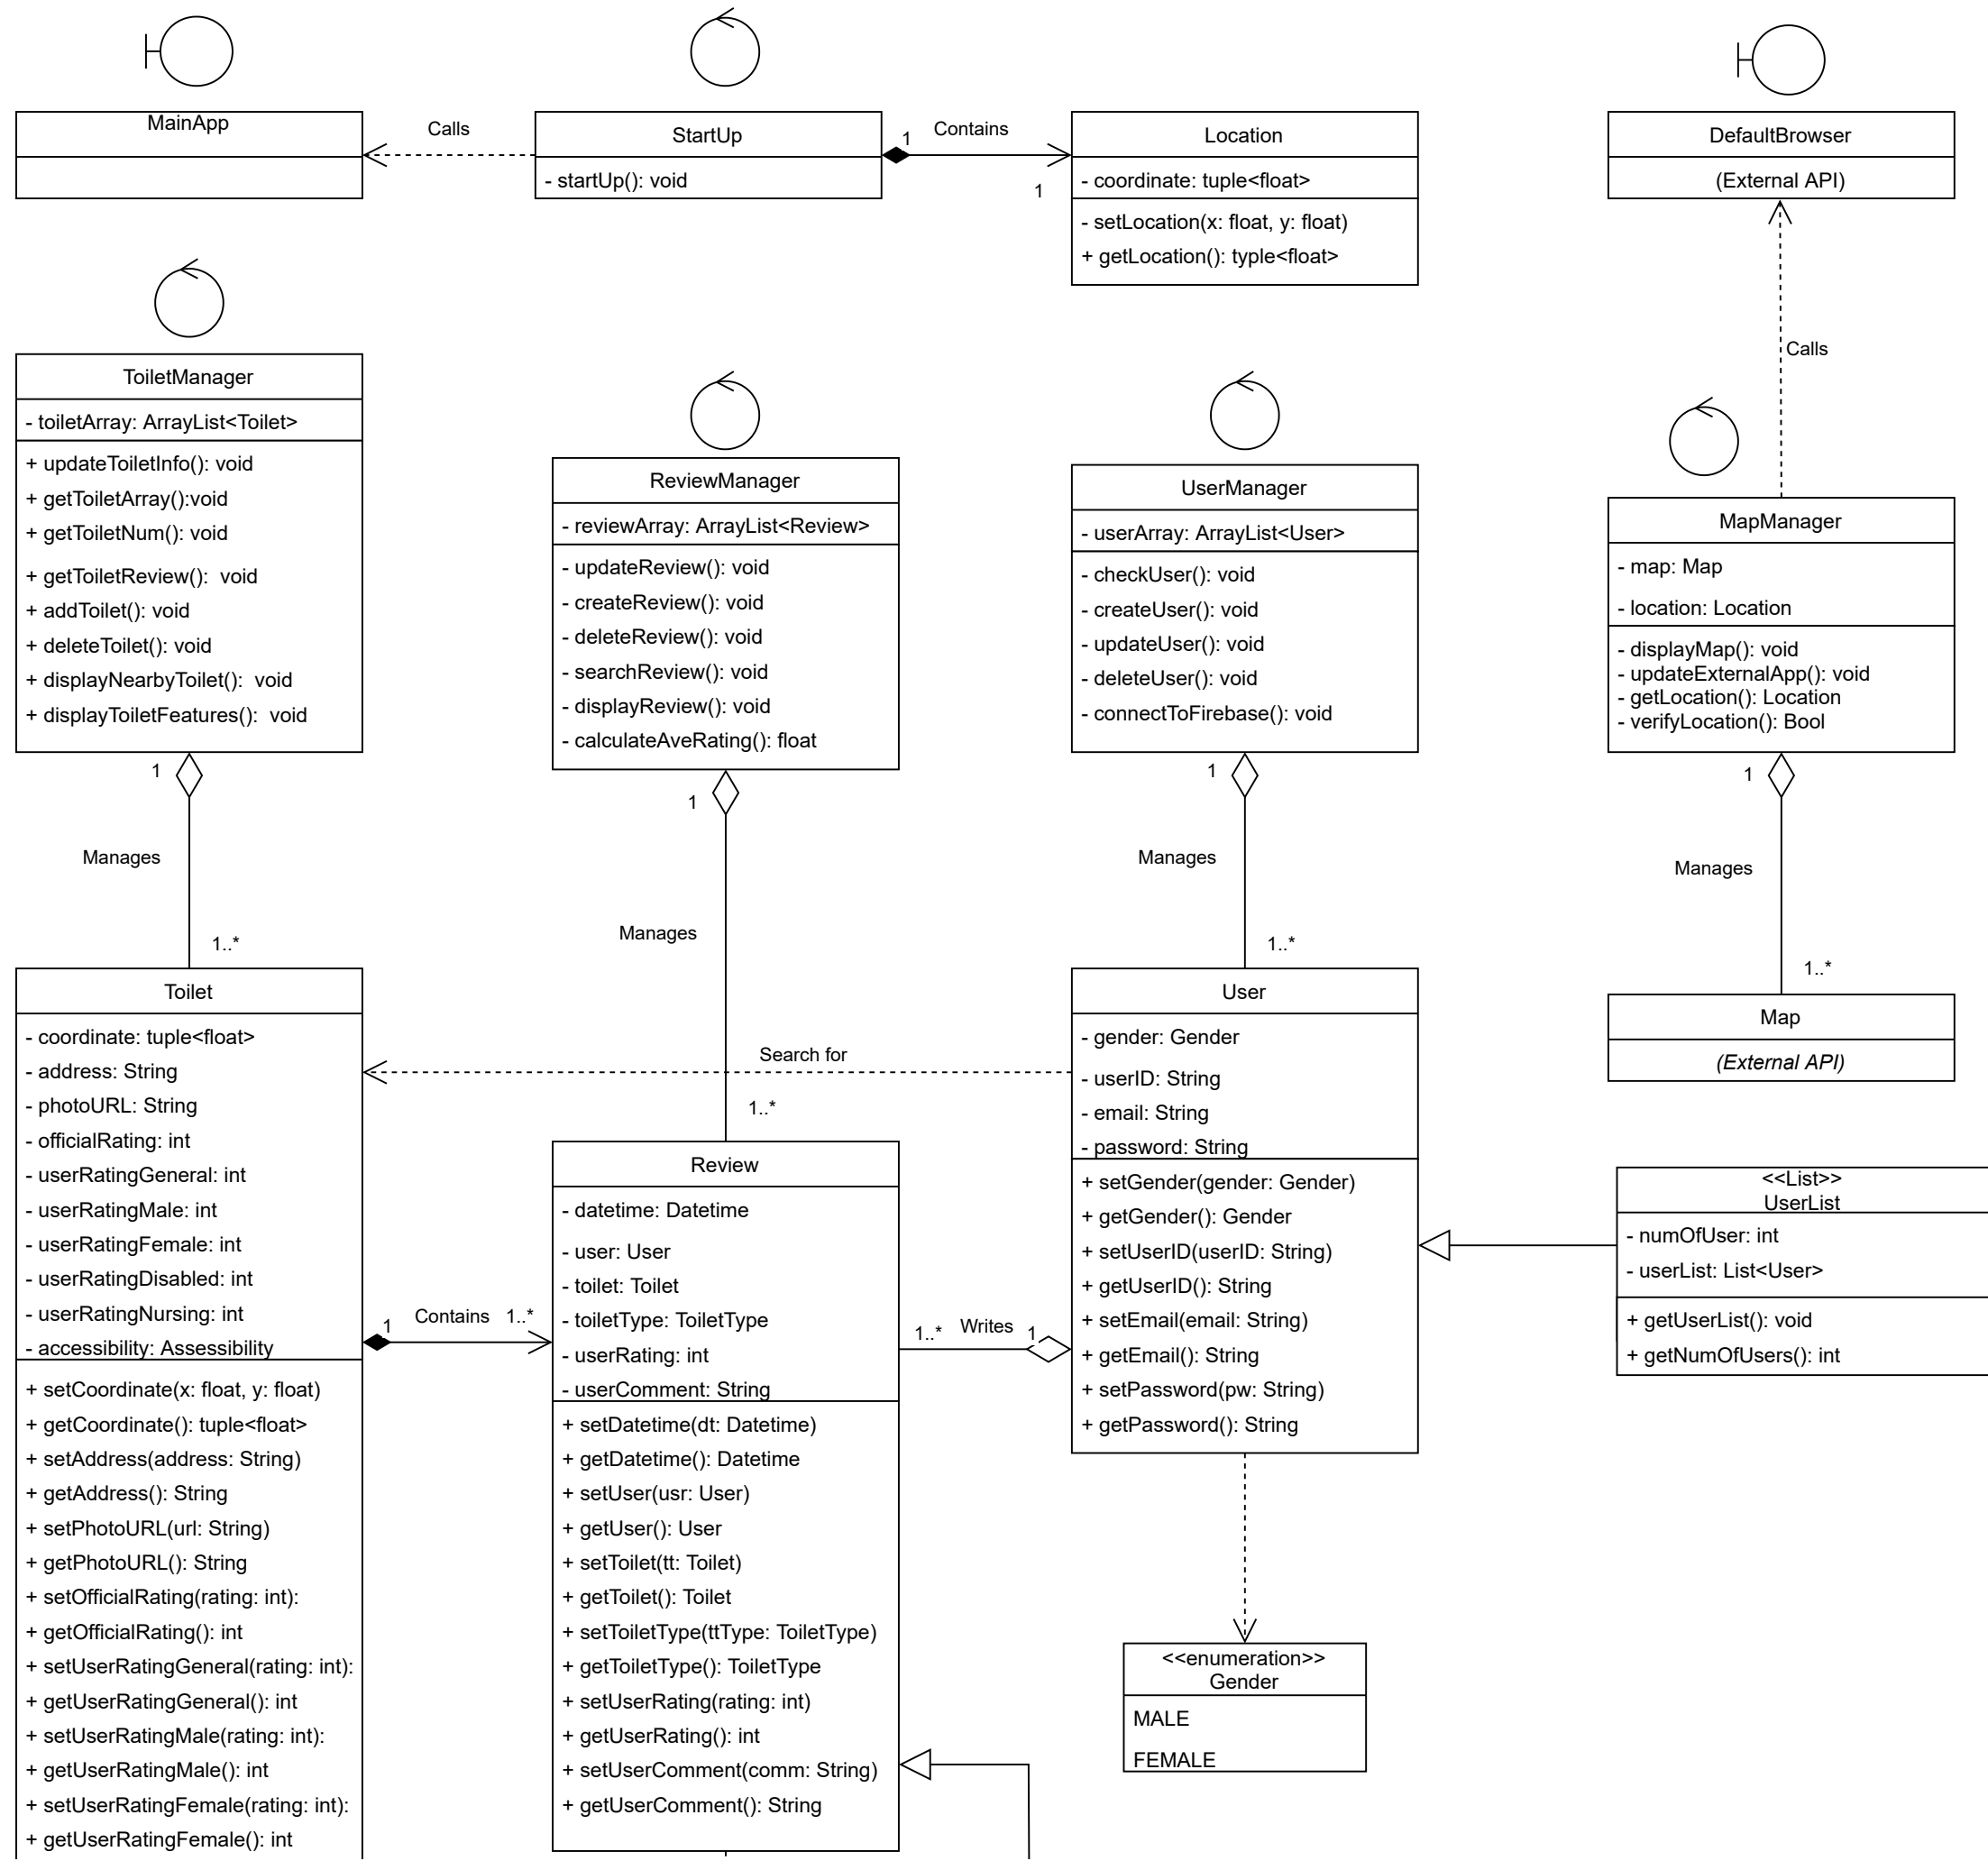 MainApp
Calls
StartUp
- startUp(): void
1
Contains
1
Location
- coordinate: tuple<float>
- setLocation(x: float, y: float)
+ getLocation(): typle<float>
DefaultBrowser
(External API)
Calls
ToiletManager
- toiletArray: ArrayList<Toilet>
+ updateToiletInfo(): void
+ getToiletArray():void
+ getToiletNum(): void
+ getToiletReview():  void
+ addToilet(): void
+ deleteToilet(): void
+ displayNearbyToilet():  void
+ displayToiletFeatures():  void
1
Manages
1..*
ReviewManager
- reviewArray: ArrayList<Review>
- updateReview(): void
- createReview(): void
- deleteReview(): void
- searchReview(): void
- displayReview(): void
- calculateAveRating(): float
1
Manages
1..*
UserManager
- userArray: ArrayList<User>
- checkUser(): void
- createUser(): void
- updateUser(): void
- deleteUser(): void
- connectToFirebase(): void
1
Manages
1..*
MapManager
- map: Map
- location: Location
- displayMap(): void
- updateExternalApp(): void
- getLocation(): Location
- verifyLocation(): Bool
1
Manages
1..*
Map
(External API)
Toilet
- coordinate: tuple<float>
- address: String
- photoURL: String
- officialRating: int
- userRatingGeneral: int
- userRatingMale: int
- userRatingFemale: int
- userRatingDisabled: int
- userRatingNursing: int
- accessibility: Assessibility
+ setCoordinate(x: float, y: float)
+ getCoordinate(): tuple<float>
+ setAddress(address: String)
+ getAddress(): String
+ setPhotoURL(url: String)
+ getPhotoURL(): String
+ setOfficialRating(rating: int):
+ getOfficialRating(): int
+ setUserRatingGeneral(rating: int):
+ getUserRatingGeneral(): int
+ setUserRatingMale(rating: int):
+ getUserRatingMale(): int
+ setUserRatingFemale(rating: int):
+ getUserRatingFemale(): int
Search for
1
Contains
1..*
Review
- datetime: Datetime
- user: User
- toilet: Toilet
- toiletType: ToiletType
- userRating: int
- userComment: String
+ setDatetime(dt: Datetime)
+ getDatetime(): Datetime
+ setUser(usr: User)
+ getUser(): User
+ setToilet(tt: Toilet)
+ getToilet(): Toilet
+ setToiletType(ttType: ToiletType)
+ getToiletType(): ToiletType
+ setUserRating(rating: int)
+ getUserRating(): int
+ setUserComment(comm: String)
+ getUserComment(): String
1..*
Writes
1
User
- gender: Gender
- userID: String
- email: String
- password: String
+ setGender(gender: Gender)
+ getGender(): Gender
+ setUserID(userID: String)
+ getUserID(): String
+ setEmail(email: String)
+ getEmail(): String
+ setPassword(pw: String)
+ getPassword(): String
<<List>>
UserList
- numOfUser: int
- userList: List<User>
+ getUserList(): void
+ getNumOfUsers(): int
<<enumeration>>
Gender
MALE
FEMALE